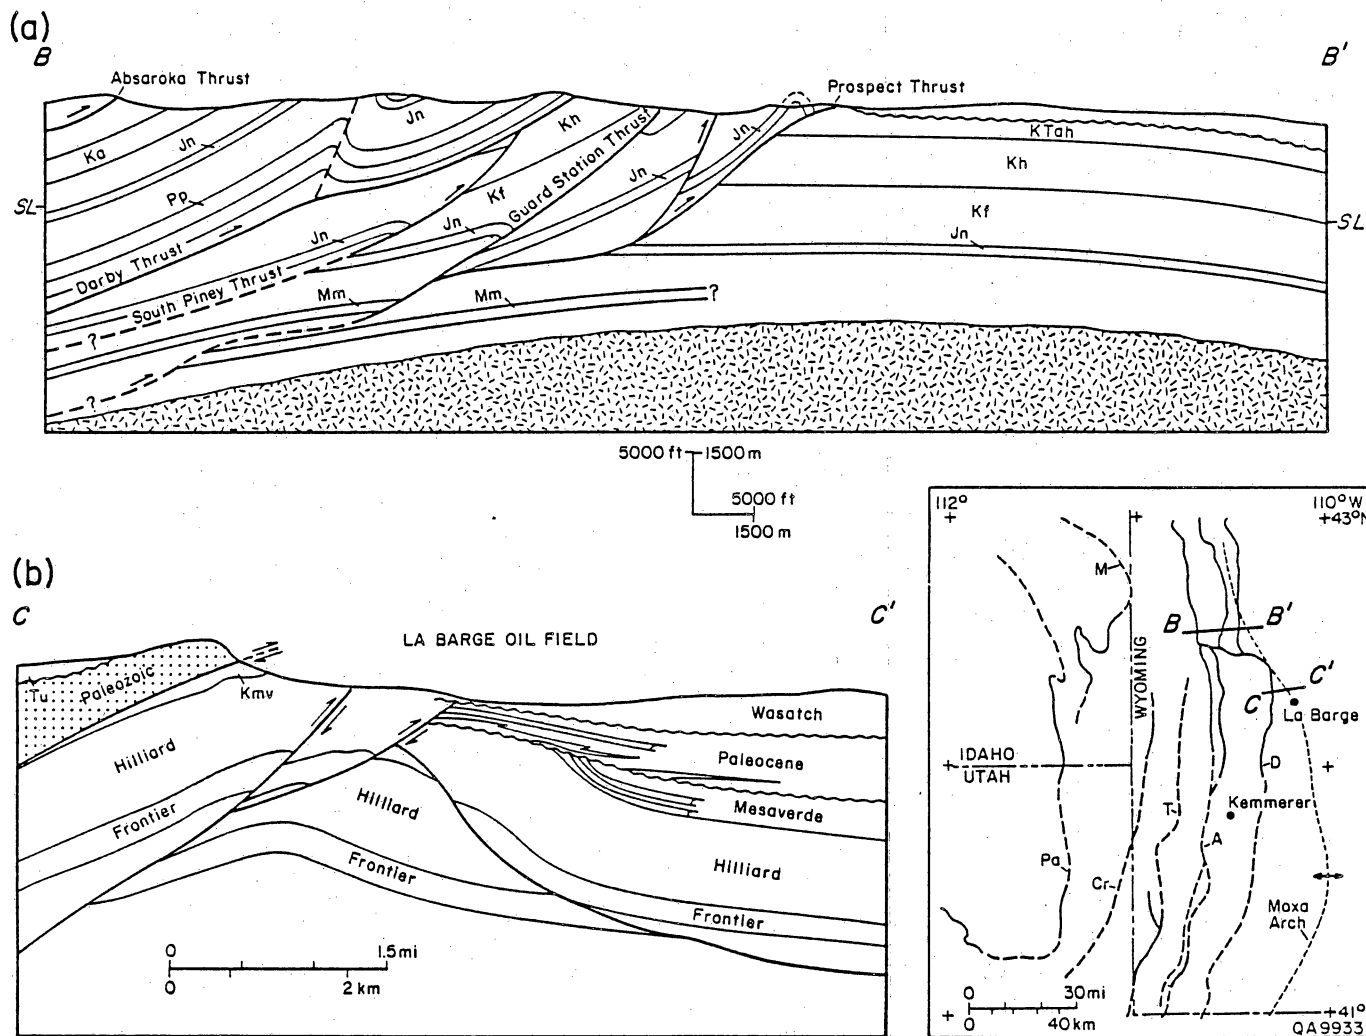 (a)
B
B'
Absaroka Thrust
Prospect Thrust
Jn
Kh
Jn
KTah
Ka
Jn
Guard Station Thrust
Kh
Pp
Jn
SL
Kf
Kf
SL
Jn
Jn
Jn
Darby Thrust
South Piney Thrust
Mm
Mm
?
?
?
5000 ft
1500 m
5000 ft
1500 m
(b)
C
C'
LA BARGE OIL FIELD
Tu
Paleozoic
Kmv
Wasatch
Hilliard
Paleocene
Hilliard
Mesaverde
Frontier
Frontier
Hilliard
Frontier
0
1.5 mi
0
2 km
112°
110° W
+43° N
M
B
B'
WYOMING
C
C'
La Barge
IDAHO
UTAH
D
T
Kemmerer
A
Pa
Cr
Moxa
Arch
0
30 mi
0
40 km
+41°
QA9933